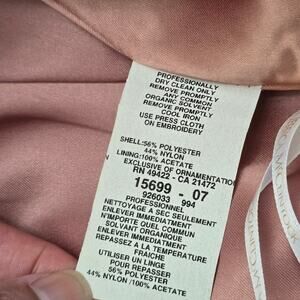 PROFESSIONALLY
DRY CLEAN ONLY
REMOVE PROMPTLY
ANY COMMON
ORGANIC SOLVENT
REMOVE PROMPTLY
COOL IRON
USE PRESS CLOTH
ON EMBROIDERY
SHELL:56% POLYESTER
44% NYLON
LINING:100% ACETATE
EXCLUSIVE OF ORNAMENTATION
RN 49422 - CA 21472
15699 - 07
926033 994
PROFESSIONNEL
NETTOYAGE A SEC SEULEMENT
ENLEVER IMMEDIATMENT
N'IMPORTE QUEL COMMUN
SOLVANT ORGANIQUE
ENLEVER IMMEDIATMENT
REPASSEZ A LA TEMPERATURE
FRAICHE
UTILISER UN LINGE
POUR REPASSER
56% POLYESTER
44% NYLON /100% ACETATE